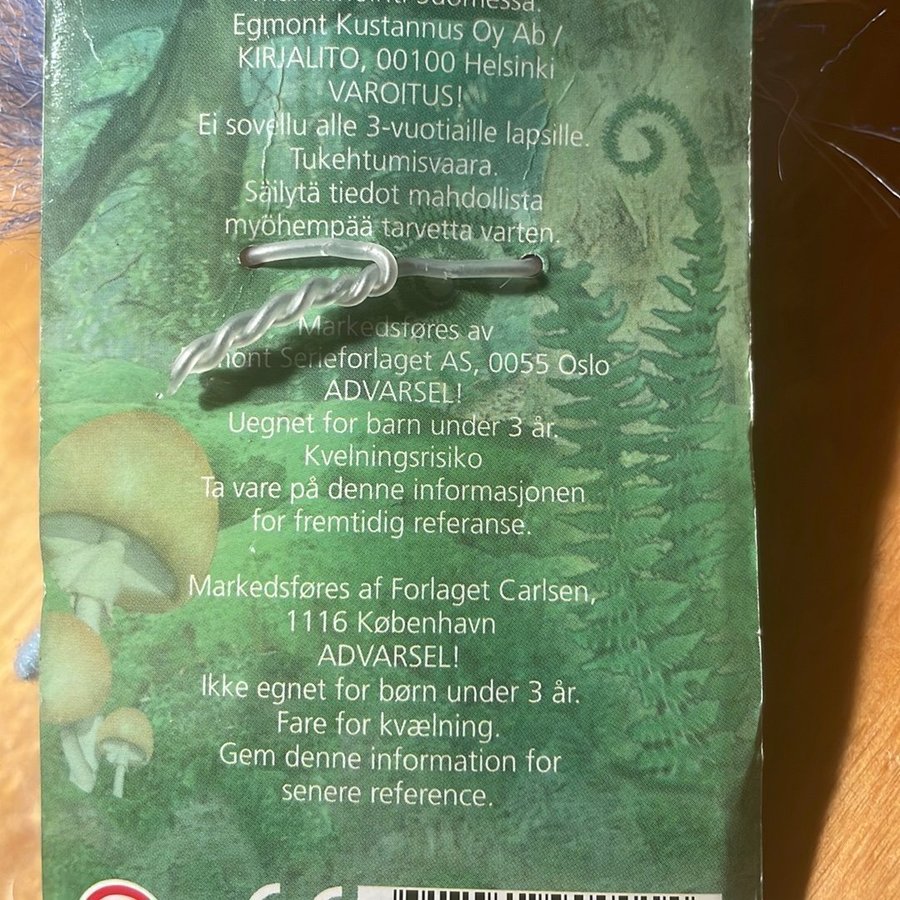 Suomessa.
Egmont Kustannus Oy Ab /
KIRJALITO, 00100 Helsinki
VAROITUS!
Ei sovellu alle 3-vuotiaille lapsille.
Tukehtumisvaara.
Säilytä tiedot mahdollista
myöhempää tarvetta varten.
Markedsføres av
Serieforlaget AS, 0055 Oslo
ADVARSEL!
Uegnet for barn under 3 år.
Kvelningsrisiko
Ta vare på denne informasjonen
for fremtidig referanse.
Markedsføres af Forlaget Carlsen,
1116 København
ADVARSEL!
Ikke egnet for børn under 3 år.
Fare for kvælning.
Gem denne information for
senere reference.